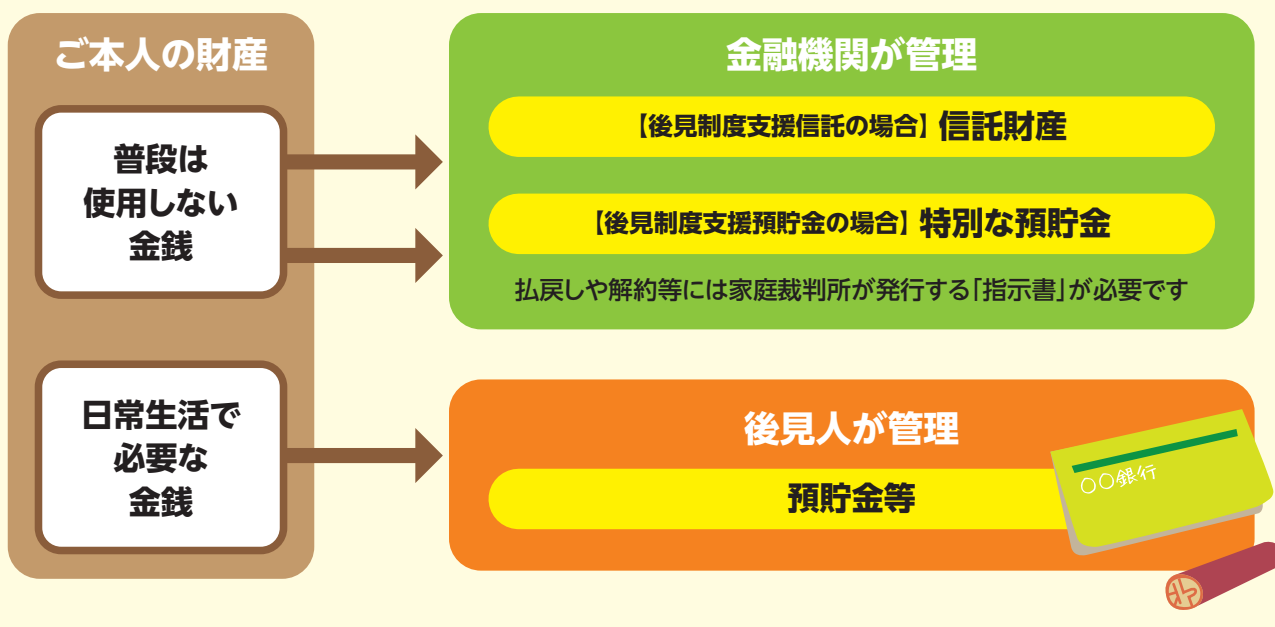 ご本人の財産
普段は
使用しない
金銭
日常生活で
必要な
金銭
金融機関が管理
【後見制度支援信託の場合】信託財産
【後見制度支援預貯金の場合】特別な預貯金
払戻しや解約等には家庭裁判所が発行する「指示書」が必要です
後見人が管理
預貯金等
〇〇銀行